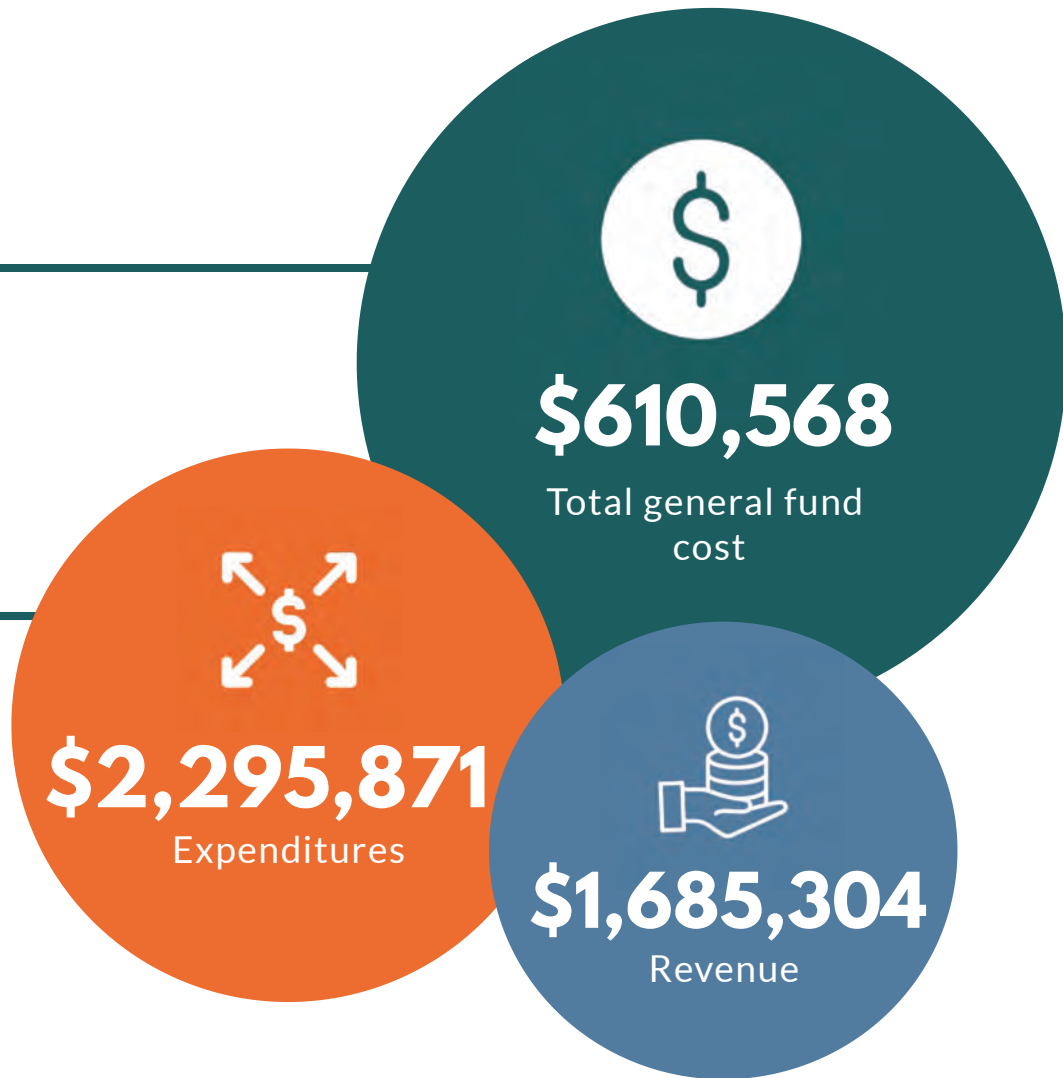 $
$610,568
Total general fund
cost
$
$2,295,871
Expenditures
$
$1,685,304
Revenue